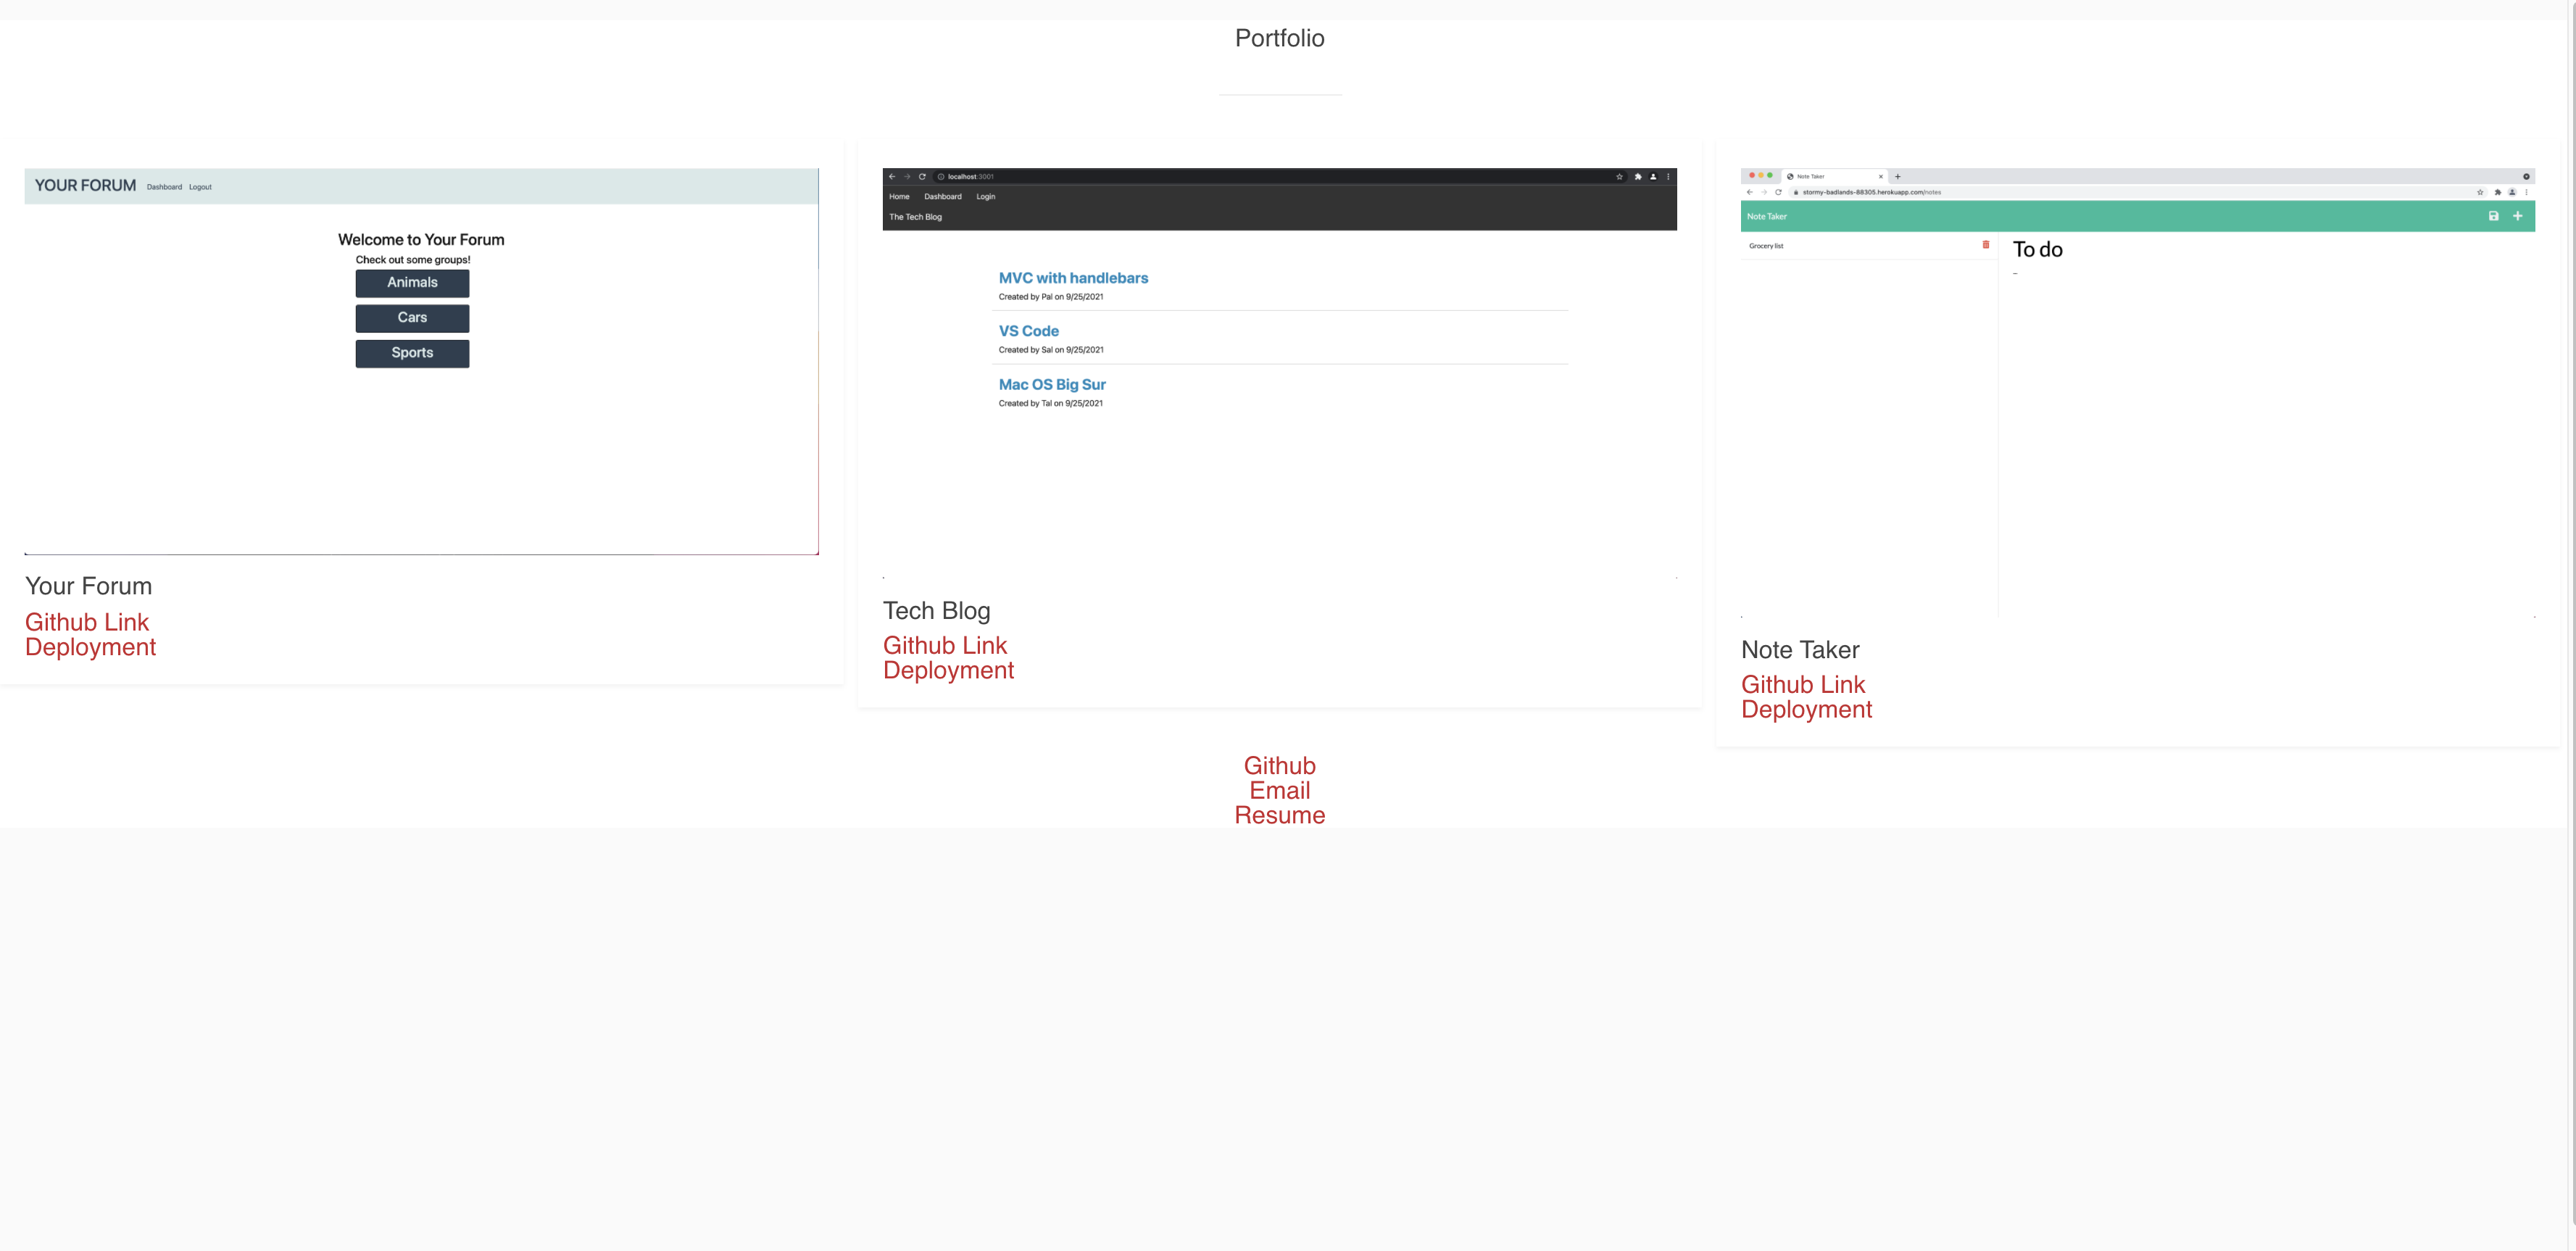 Portfolio
YOUR FORUM Dashboard Logout
Welcome to Your Forum
Check out some groups!
Animals
Cars
Sports
Your Forum
Github Link
Deployment
localhost:3001
Home Dashboard Login
The Tech Blog
MVC with handlebars
Created by Pal on 9/25/2021
VS Code
Created by Sal on 9/25/2021
Mac OS Big Sur
Created by Tal on 9/25/2021
Tech Blog
Github Link
Deployment
Note Taker
stormy-badlands-88305.herokuapp.com/notes
Note Taker
Grocery list
To do
Note Taker
Github Link
Deployment
Github
Email
Resume